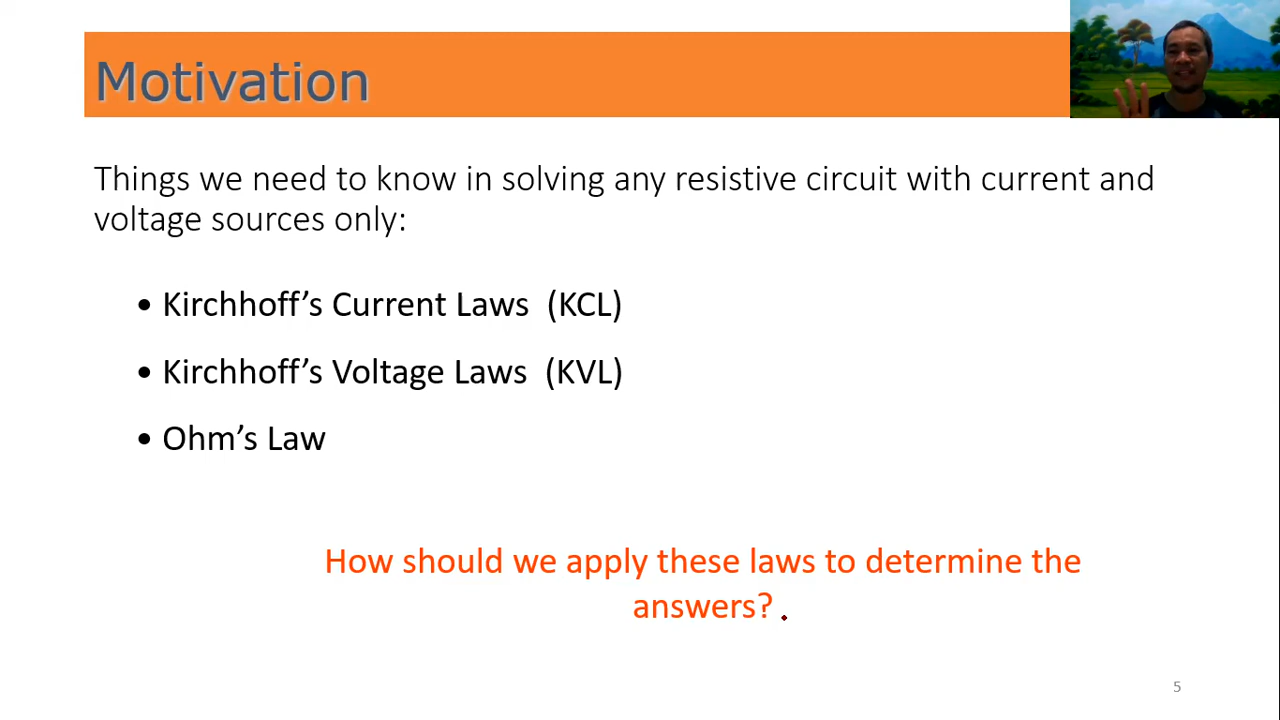 Motivation
Things we need to know in solving any resistive circuit with current and
voltage sources only:
• Kirchhoff’s Current Laws (KCL)
• Kirchhoff’s Voltage Laws (KVL)
• Ohm’s Law
How should we apply these laws to determine the
answers?
5